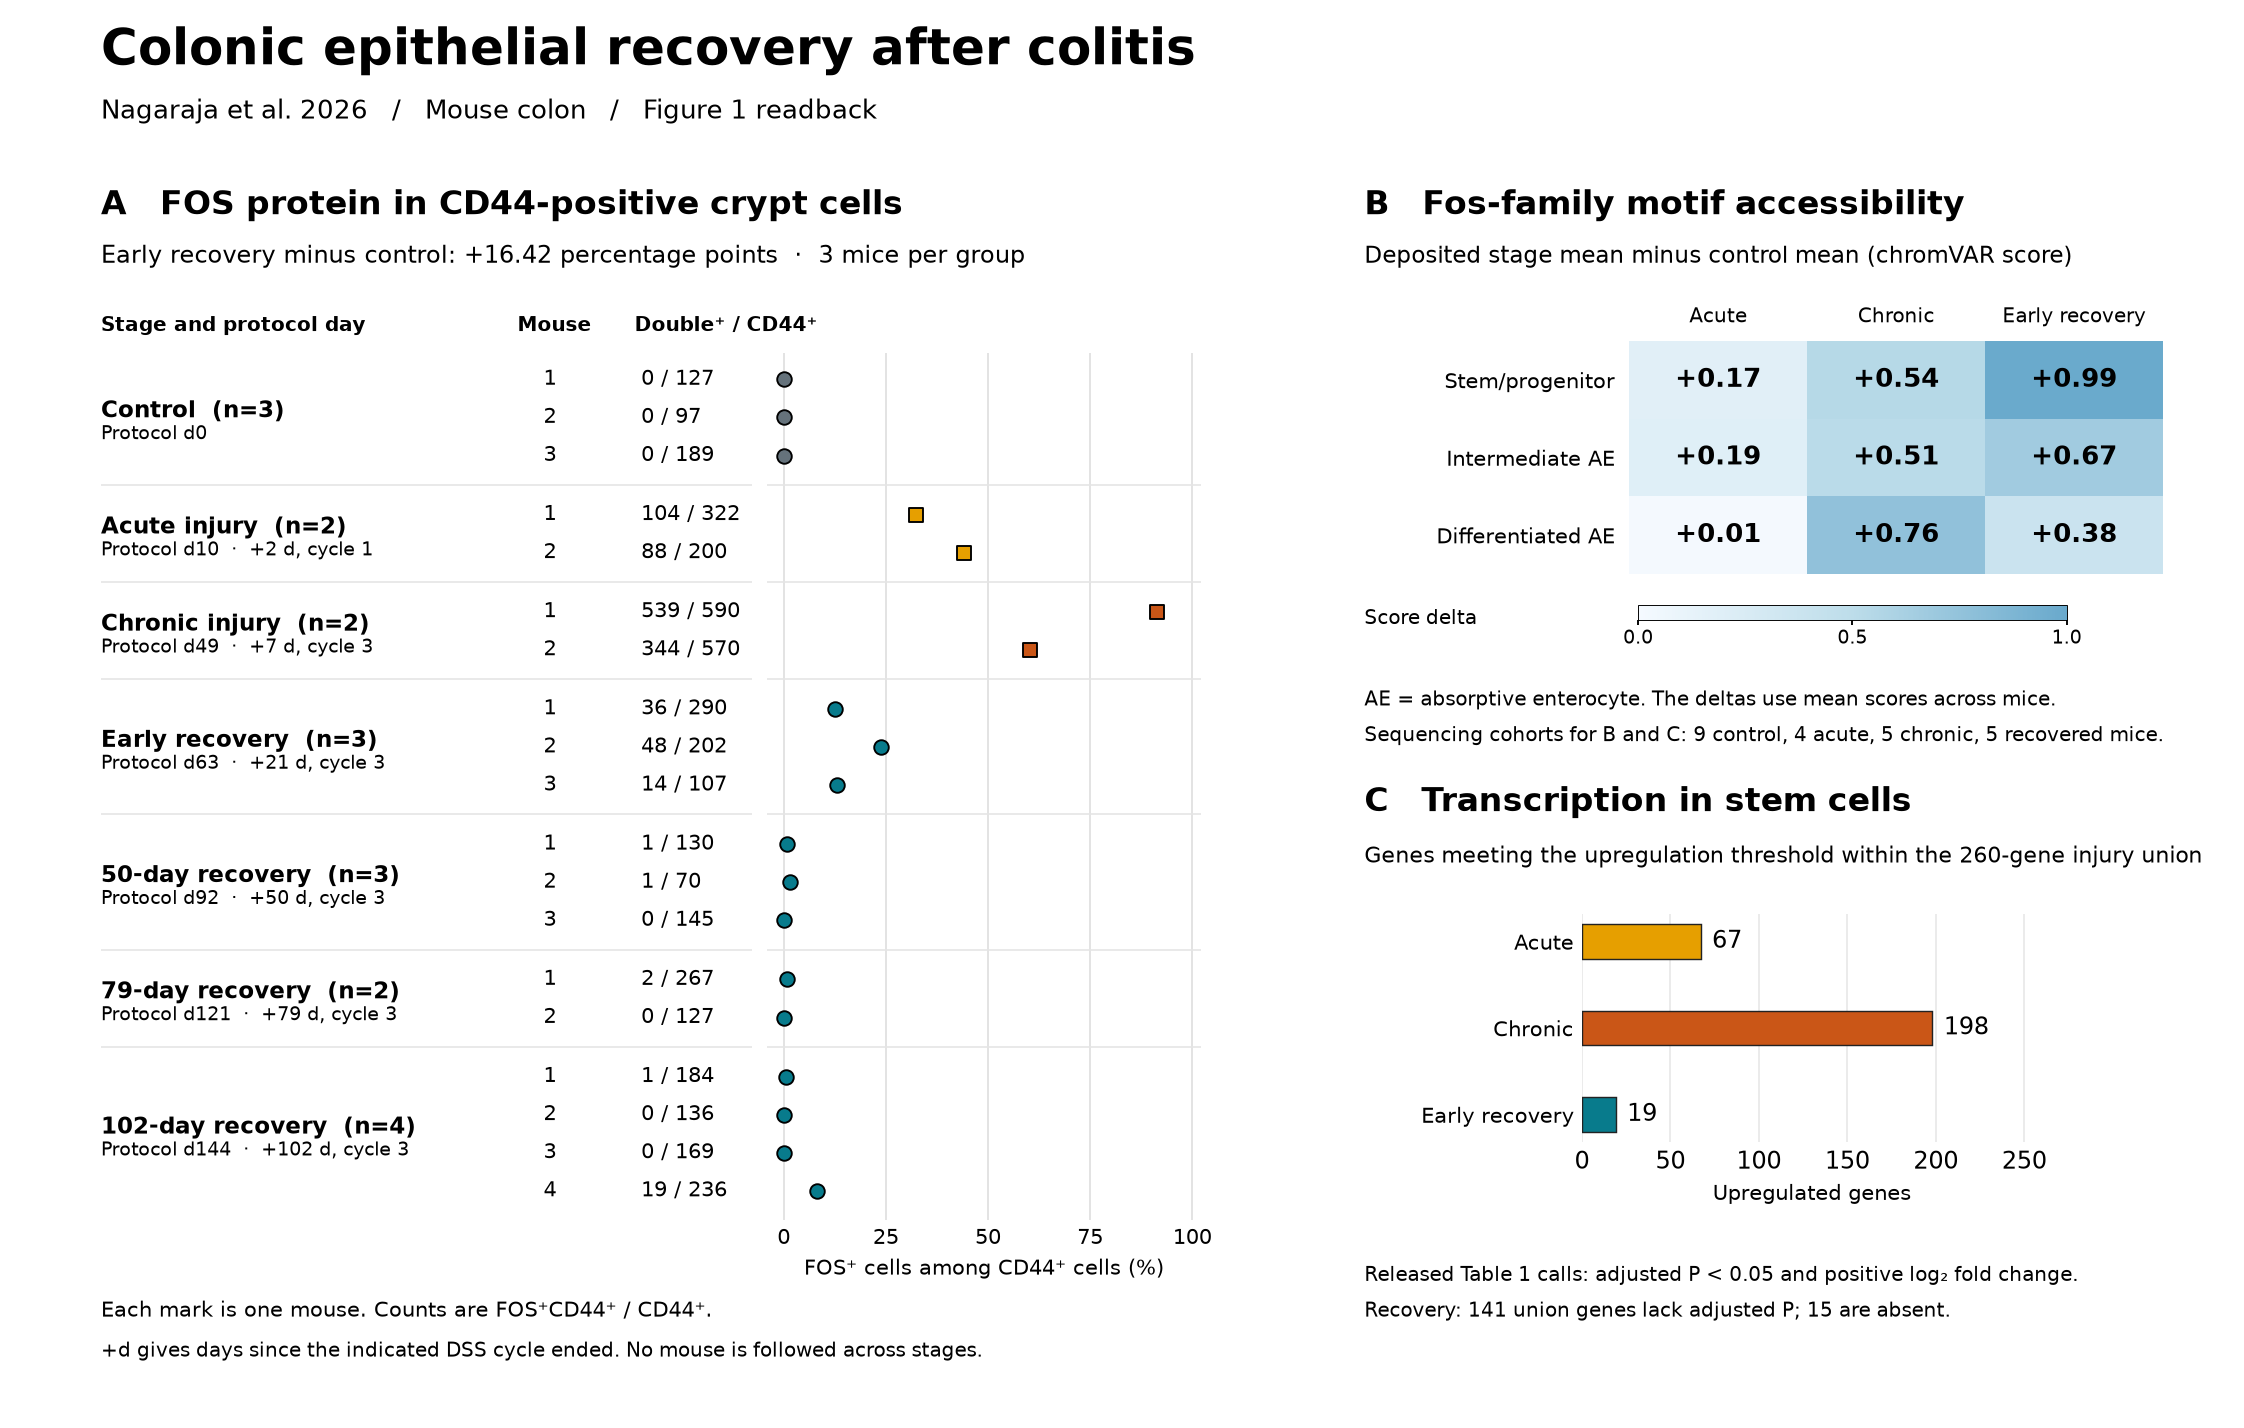 Colonic epithelial recovery after colitis
Nagaraja et al. 2026 / Mouse colon / Figure 1 readback
A FOS protein in CD44-positive crypt cells
Early recovery minus control: +16.42 percentage points · 3 mice per group
Stage and protocol day Mouse Double⁺ / CD44⁺
Control (n=3)
Protocol d0
1 0 / 127
2 0 / 97
3 0 / 189
Acute injury (n=2)
Protocol d10 · +2 d, cycle 1
1 104 / 322
2 88 / 200
Chronic injury (n=2)
Protocol d49 · +7 d, cycle 3
1 539 / 590
2 344 / 570
Early recovery (n=3)
Protocol d63 · +21 d, cycle 3
1 36 / 290
2 48 / 202
3 14 / 107
50-day recovery (n=3)
Protocol d92 · +50 d, cycle 3
1 1 / 130
2 1 / 70
3 0 / 145
79-day recovery (n=2)
Protocol d121 · +79 d, cycle 3
1 2 / 267
2 0 / 127
102-day recovery (n=4)
Protocol d144 · +102 d, cycle 3
1 1 / 184
2 0 / 136
3 0 / 169
4 19 / 236
0 25 50 75 100
FOS⁺ cells among CD44⁺ cells (%)
Each mark is one mouse. Counts are FOS⁺CD44⁺ / CD44⁺.
+d gives days since the indicated DSS cycle ended. No mouse is followed across stages.
B Fos-family motif accessibility
Deposited stage mean minus control mean (chromVAR score)
Acute Chronic Early recovery
Stem/progenitor +0.17 +0.54 +0.99
Intermediate AE +0.19 +0.51 +0.67
Differentiated AE +0.01 +0.76 +0.38
Score delta
0.0 0.5 1.0
AE = absorptive enterocyte. The deltas use mean scores across mice.
Sequencing cohorts for B and C: 9 control, 4 acute, 5 chronic, 5 recovered mice.
C Transcription in stem cells
Genes meeting the upregulation threshold within the 260-gene injury union
Acute 67
Chronic 198
Early recovery 19
0 50 100 150 200 250
Upregulated genes
Released Table 1 calls: adjusted P < 0.05 and positive log₂ fold change.
Recovery: 141 union genes lack adjusted P; 15 are absent.